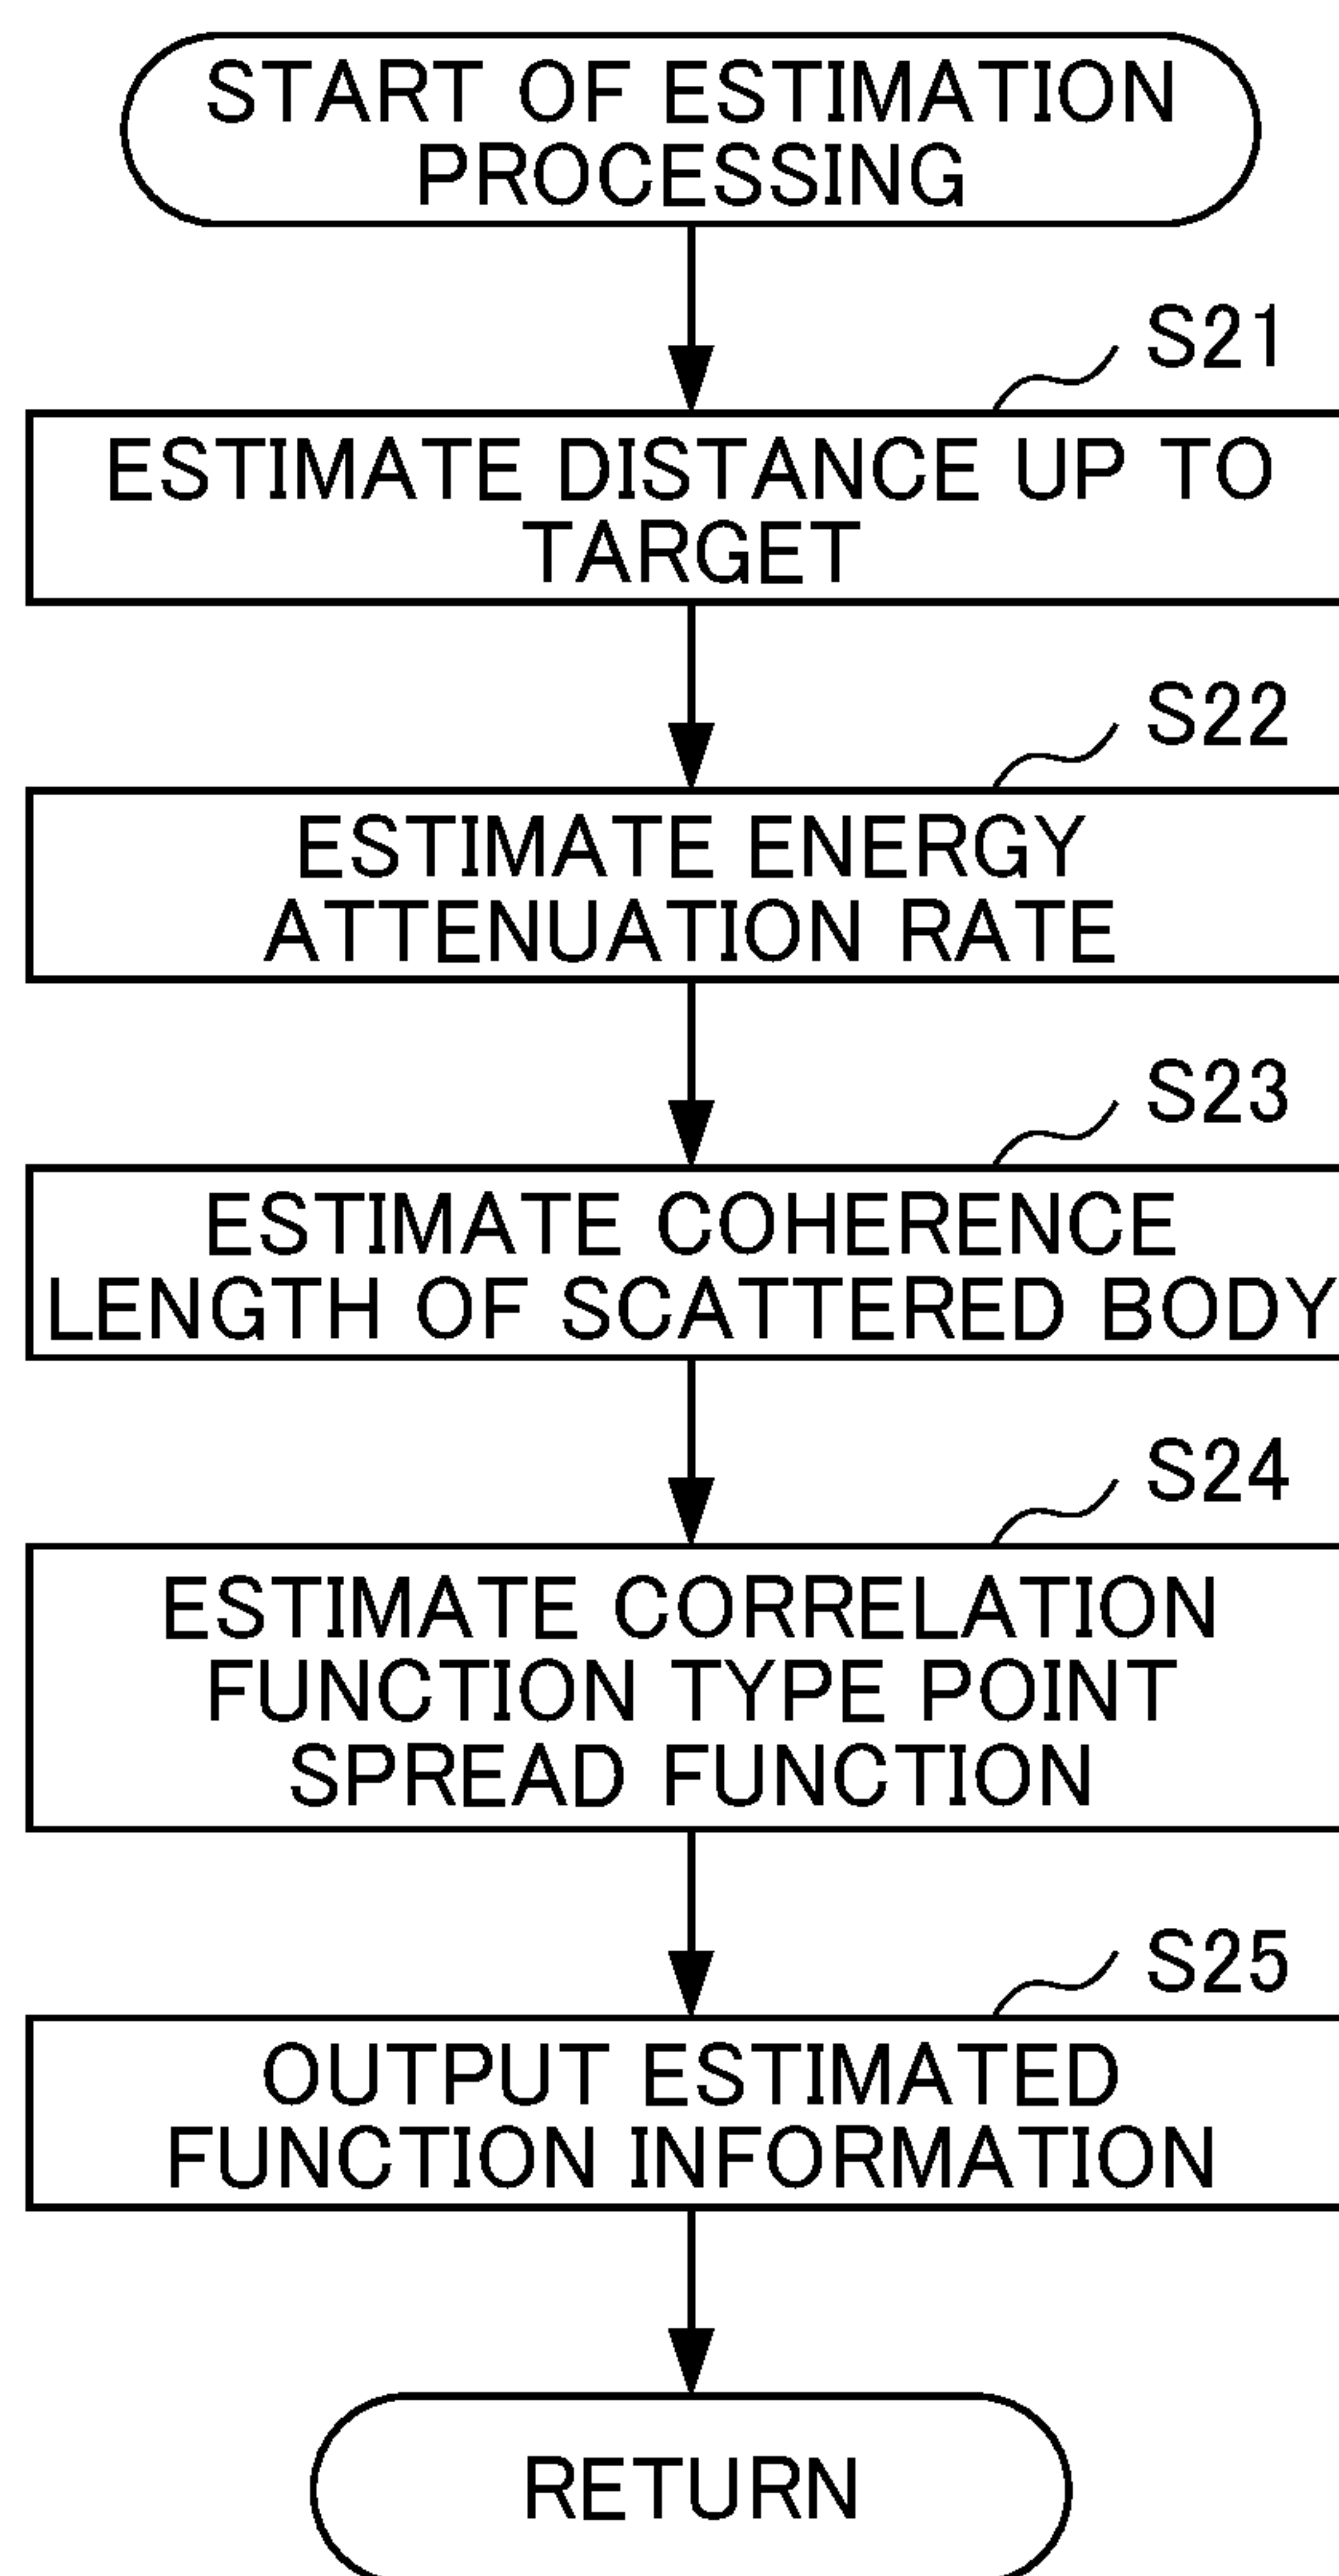 START OF ESTIMATION
PROCESSING
S21
ESTIMATE DISTANCE UP TO
TARGET
S22
ESTIMATE ENERGY
ATTENUATION RATE
S23
ESTIMATE COHERENCE
LENGTH OF SCATTERED BODY
S24
ESTIMATE CORRELATION
FUNCTION TYPE POINT
SPREAD FUNCTION
S25
OUTPUT ESTIMATED
FUNCTION INFORMATION
RETURN